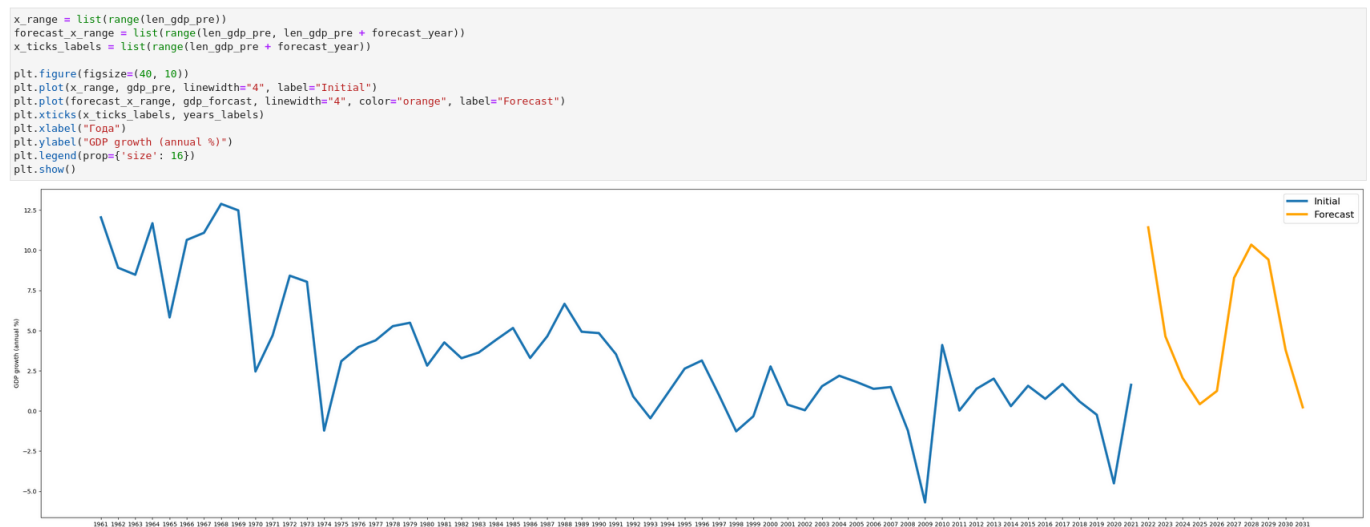 x_range = list(range(len_gdp_pre))
forecast_x_range = list(range(len_gdp_pre, len_gdp_pre + forecast_year))
x_ticks_labels = list(range(len_gdp_pre + forecast_year))
plt.figure(figsize=(40, 10))
plt.plot(x_range, gdp_pre, linewidth="4", label="Initial")
plt.plot(forecast_x_range, gdp_forcast, linewidth="4", color="orange", label="Forecast")
plt.xticks(x_ticks_labels, years_labels)
plt.xlabel("Года")
plt.ylabel("GDP growth (annual %)")
plt.legend(prop={'size': 16})
plt.show()
Initial
Forecast
12.5
10.0
7.5
5.0
2.5
0.0
−2.5
−5.0
GDP growth (annual %)
1961 1962 1963 1964 1965 1966 1967 1968 1969 1970 1971 1972 1973 1974 1975 1976 1977 1978 1979 1980 1981 1982 1983 1984 1985 1986 1987 1988 1989 1990 1991 1992 1993 1994 1995 1996 1997 1998 1999 2000 2001 2002 2003 2004 2005 2006 2007 2008 2009 2010 2011 2012 2013 2014 2015 2016 2017 2018 2019 2020 2021 2022 2023 2024 2025 2026 2027 2028 2029 2030 2031